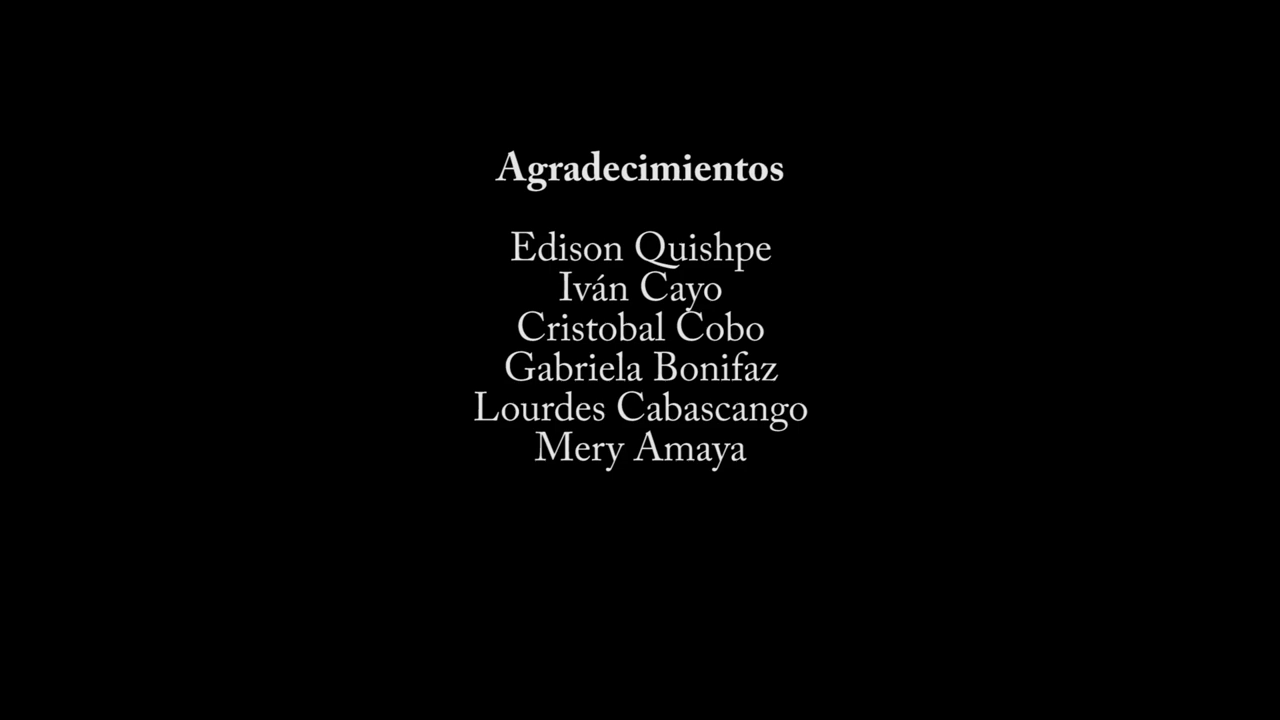 Agradecimientos
Edison Quishpe
Iván Cayo
Cristobal Cobo
Gabriela Bonifaz
Lourdes Cabascango
Mery Amaya